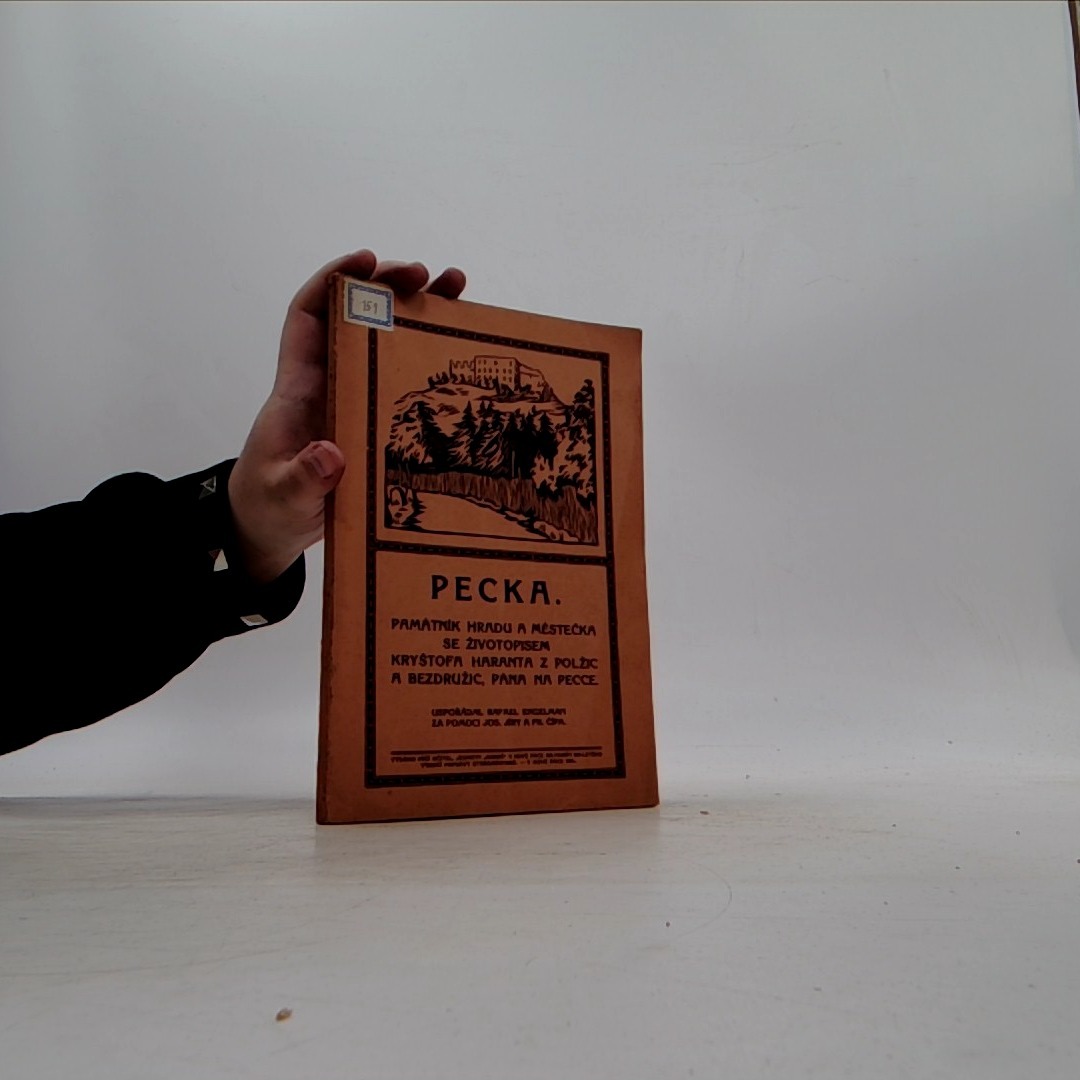 151
PECKA.
PAMÁTNÍK HRADU A MĚSTEČKA
SE ŽIVOTOPISEM
KRYŠTOFA HARANTA Z POLŽIC
A BEZDRUŽIC, PÁNA NA PECCE.
USPOŘÁDAL RAFAEL ENGELMAN
ZA POMOCI JOS. JIRY A FR. ČÍPA.